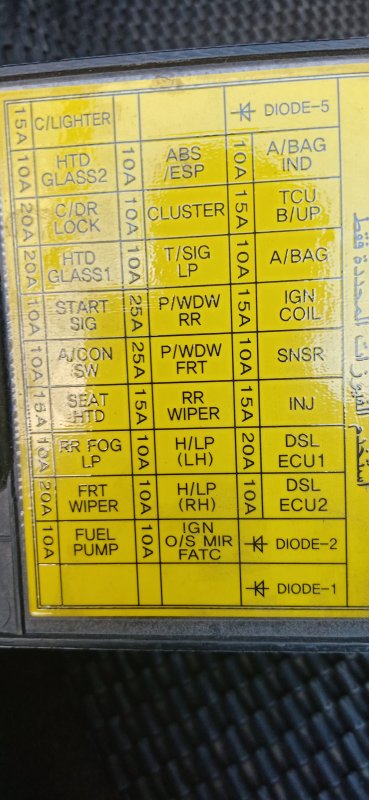 15A C/LIGHTER DIODE-5
10A HTD GLASS2 10A ABS /ESP 10A A/BAG IND
20A C/DR LOCK 10A CLUSTER 15A TCU B/UP
20A HTD GLASS1 10A T/SIG LP 10A A/BAG
10A START SIG 25A P/WDW RR 15A IGN COIL
10A A/CON SW 25A P/WDW FRT 10A SNSR
15A SEAT HTD 15A RR WIPER 15A INJ
10A RR FOG LP 10A H/LP (LH) 20A DSL ECU1
20A FRT WIPER 10A H/LP (RH) 10A DSL ECU2
10A FUEL PUMP 10A IGN O/S MIR FATC DIODE-2
DIODE-1
استخدم الفيوزات المحددة فقط